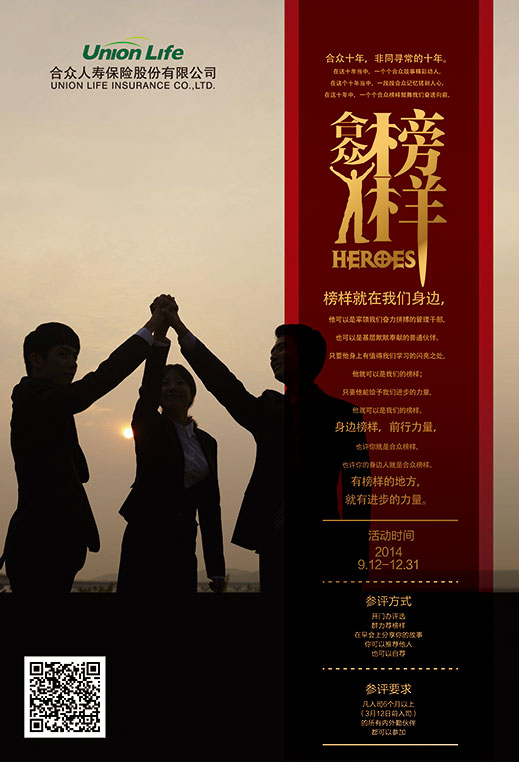 Union Life
合众人寿保险股份有限公司
UNION LIFE INSURANCE CO.,LTD.
合众十年，非同寻常的十年。
在这十年当中，一个个合众故事精彩动人。
在这个十年当中，一段段合众记忆铭刻人心。
在这十年中，一个个合众榜样鼓舞我们奋进向前。
合众榜样
HEROES
榜样就在我们身边，
他可以是率领我们奋力拼搏的管理干部，
也可以是基层默默奉献的普通伙伴。
只要他身上有值得我们学习的闪亮之处，
他就可以是我们的榜样；
只要他能给予我们进步的力量，
他就可以是我们的榜样。
身边榜样，前行力量，
也许你就是合众榜样，
也许你的身边人就是合众榜样。
有榜样的地方，
就有进步的力量。
活动时间
2014
9.12-12.31
参评方式
开门办评选
群力荐榜样
在早会上分享你的故事
你可以推荐他人
也可以自荐
参评要求
凡入司6个月以上
（3月12日前入司）
的所有内外勤伙伴
都可以参加